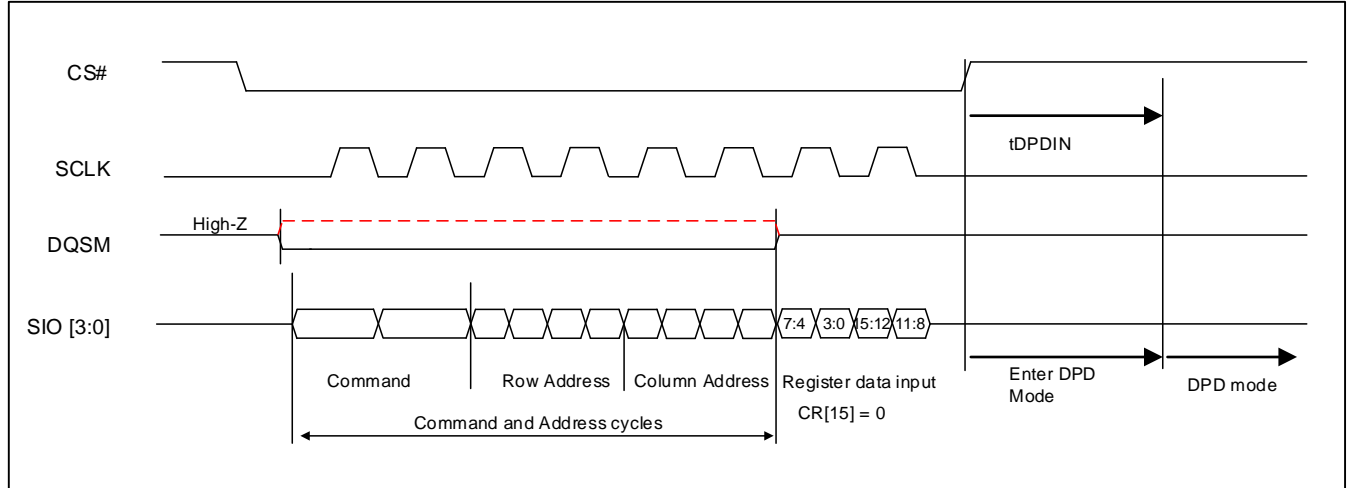 CS#
tDPDIN
SCLK
High-Z
DQSM
SIO [3:0]
7:4 3:0 15:12 11:8
Command Row Address Column Address Register data input
Enter DPD
Mode
DPD mode
CR[15] = 0
Command and Address cycles